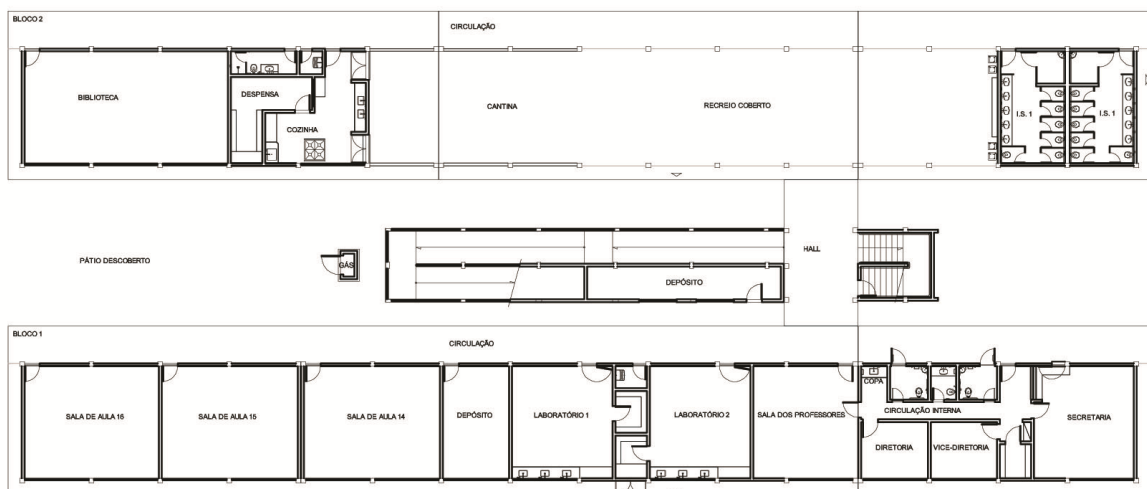 BLOCO 2
CIRCULAÇÃO
BIBLIOTECA
DESPENSA
COZINHA
CANTINA
RECREIO COBERTO
I.S. 1
I.S. 1
PÁTIO DESCOBERTO
GÁS
HALL
DEPÓSITO
BLOCO 1
CIRCULAÇÃO
COPA
CIRCULAÇÃO INTERNA
SALA DE AULA 16
SALA DE AULA 15
SALA DE AULA 14
DEPÓSITO
LABORATÓRIO 1
LABORATÓRIO 2
SALA DOS PROFESSORES
SECRETARIA
DIRETORIA
VICE-DIRETORIA